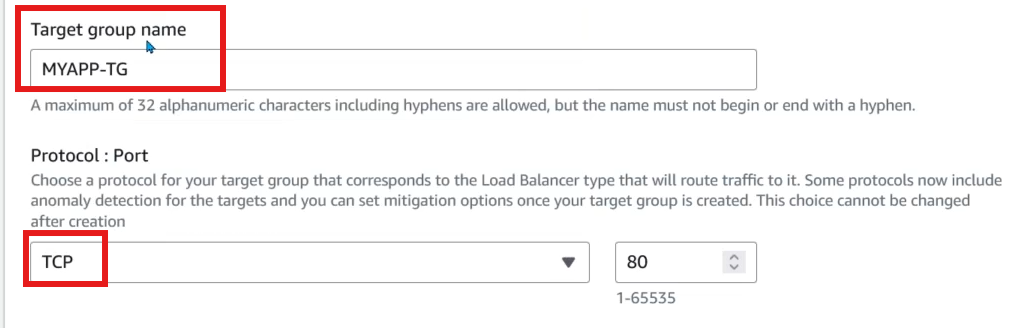 Target group name
MYAPP-TG
A maximum of 32 alphanumeric characters including hyphens are allowed, but the name must not begin or end with a hyphen.
Protocol : Port
Choose a protocol for your target group that corresponds to the Load Balancer type that will route traffic to it. Some protocols now include
anomaly detection for the targets and you can set mitigation options once your target group is created. This choice cannot be changed
after creation
TCP 80
1-65535